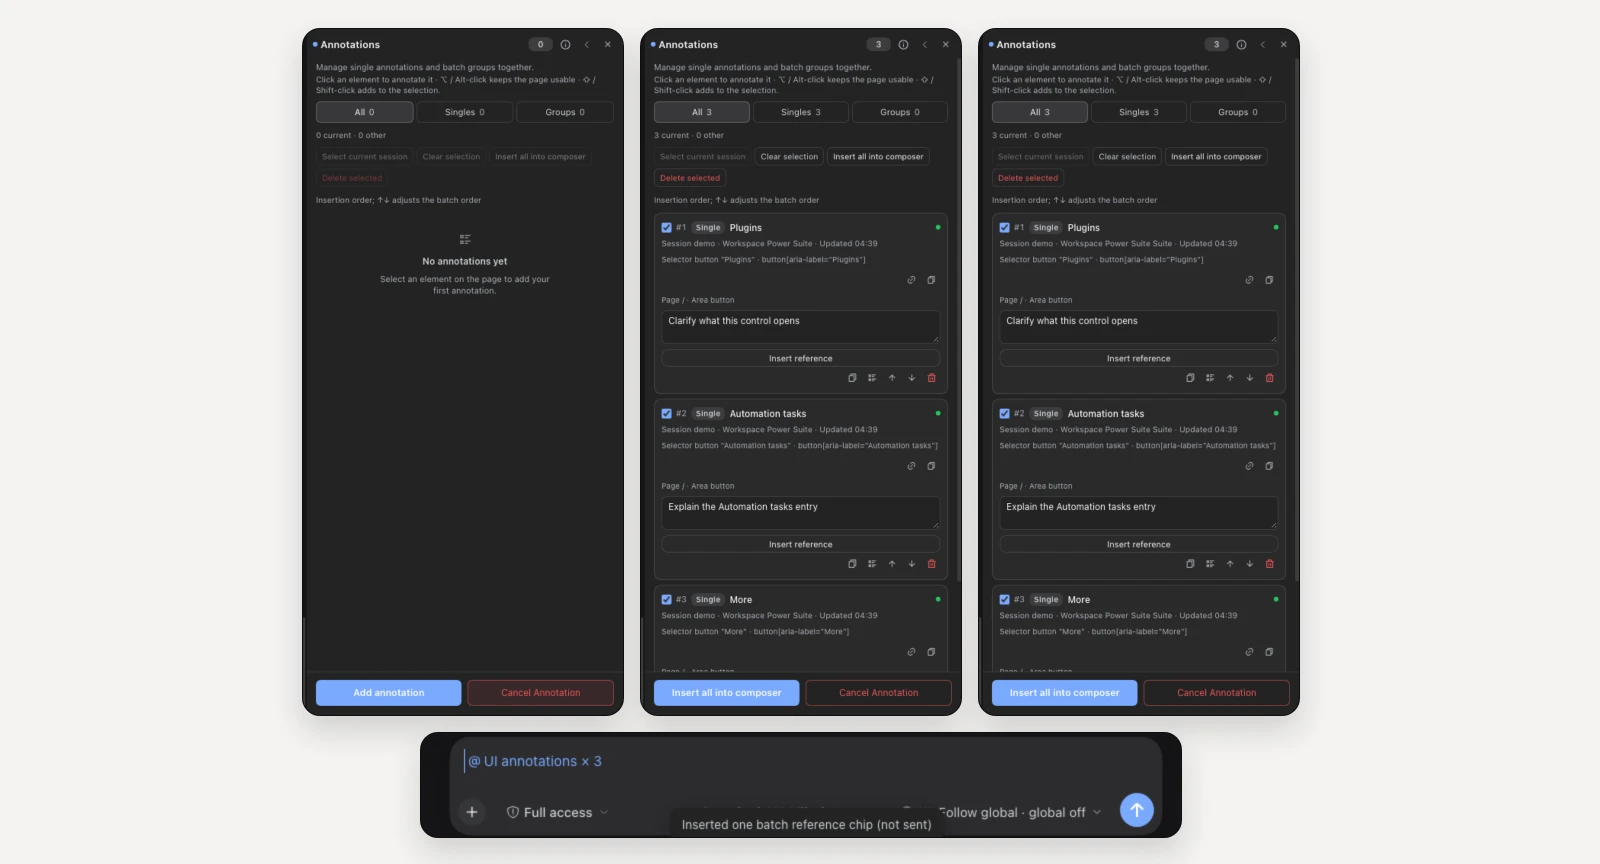 Annotations
0
Manage single annotations and batch groups together.
Click an element to annotate it · ⌥ / Alt-click keeps the page usable · ⇧ /
Shift-click adds to the selection.
All 0
Singles 0
Groups 0
0 current · 0 other
Select current session
Clear selection
Insert all into composer
Delete selected
Insertion order; ↑↓ adjusts the batch order
No annotations yet
Select an element on the page to add your
first annotation.
Add annotation
Cancel Annotation
Annotations
3
Manage single annotations and batch groups together.
Click an element to annotate it · ⌥ / Alt-click keeps the page usable · ⇧ /
Shift-click adds to the selection.
All 3
Singles 3
Groups 0
3 current · 0 other
Select current session
Clear selection
Insert all into composer
Delete selected
Insertion order; ↑↓ adjusts the batch order
#1 Single Plugins
Session demo · Workspace Power Suite · Updated 04:39
Selector button "Plugins" · button[aria-label="Plugins"]
Page / · Area button
Clarify what this control opens
Insert reference
#2 Single Automation tasks
Session demo · Workspace Power Suite · Updated 04:39
Selector button "Automation tasks" · button[aria-label="Automation tasks"]
Page / · Area button
Explain the Automation tasks entry
Insert reference
#3 Single More
Session demo · Workspace Power Suite · Updated 04:39
Selector button "More" · button[aria-label="More"]
Page / · Area button
Insert all into composer
Cancel Annotation
Annotations
3
Manage single annotations and batch groups together.
Click an element to annotate it · ⌥ / Alt-click keeps the page usable · ⇧ /
Shift-click adds to the selection.
All 3
Singles 3
Groups 0
3 current · 0 other
Select current session
Clear selection
Insert all into composer
Delete selected
Insertion order; ↑↓ adjusts the batch order
#1 Single Plugins
Session demo · Workspace Power Suite Suite · Updated 04:39
Selector button "Plugins" · button[aria-label="Plugins"]
Page / · Area button
Clarify what this control opens
Insert reference
#2 Single Automation tasks
Session demo · Workspace Power Suite Suite · Updated 04:39
Selector button "Automation tasks" · button[aria-label="Automation tasks"]
Page / · Area button
Explain the Automation tasks entry
Insert reference
#3 Single More
Session demo · Workspace Power Suite Suite · Updated 04:39
Selector button "More" · button[aria-label="More"]
Page / · Area button
Insert all into composer
Cancel Annotation
@ UI annotations × 3
Full access
Follow global · global off
Inserted one batch reference chip (not sent)